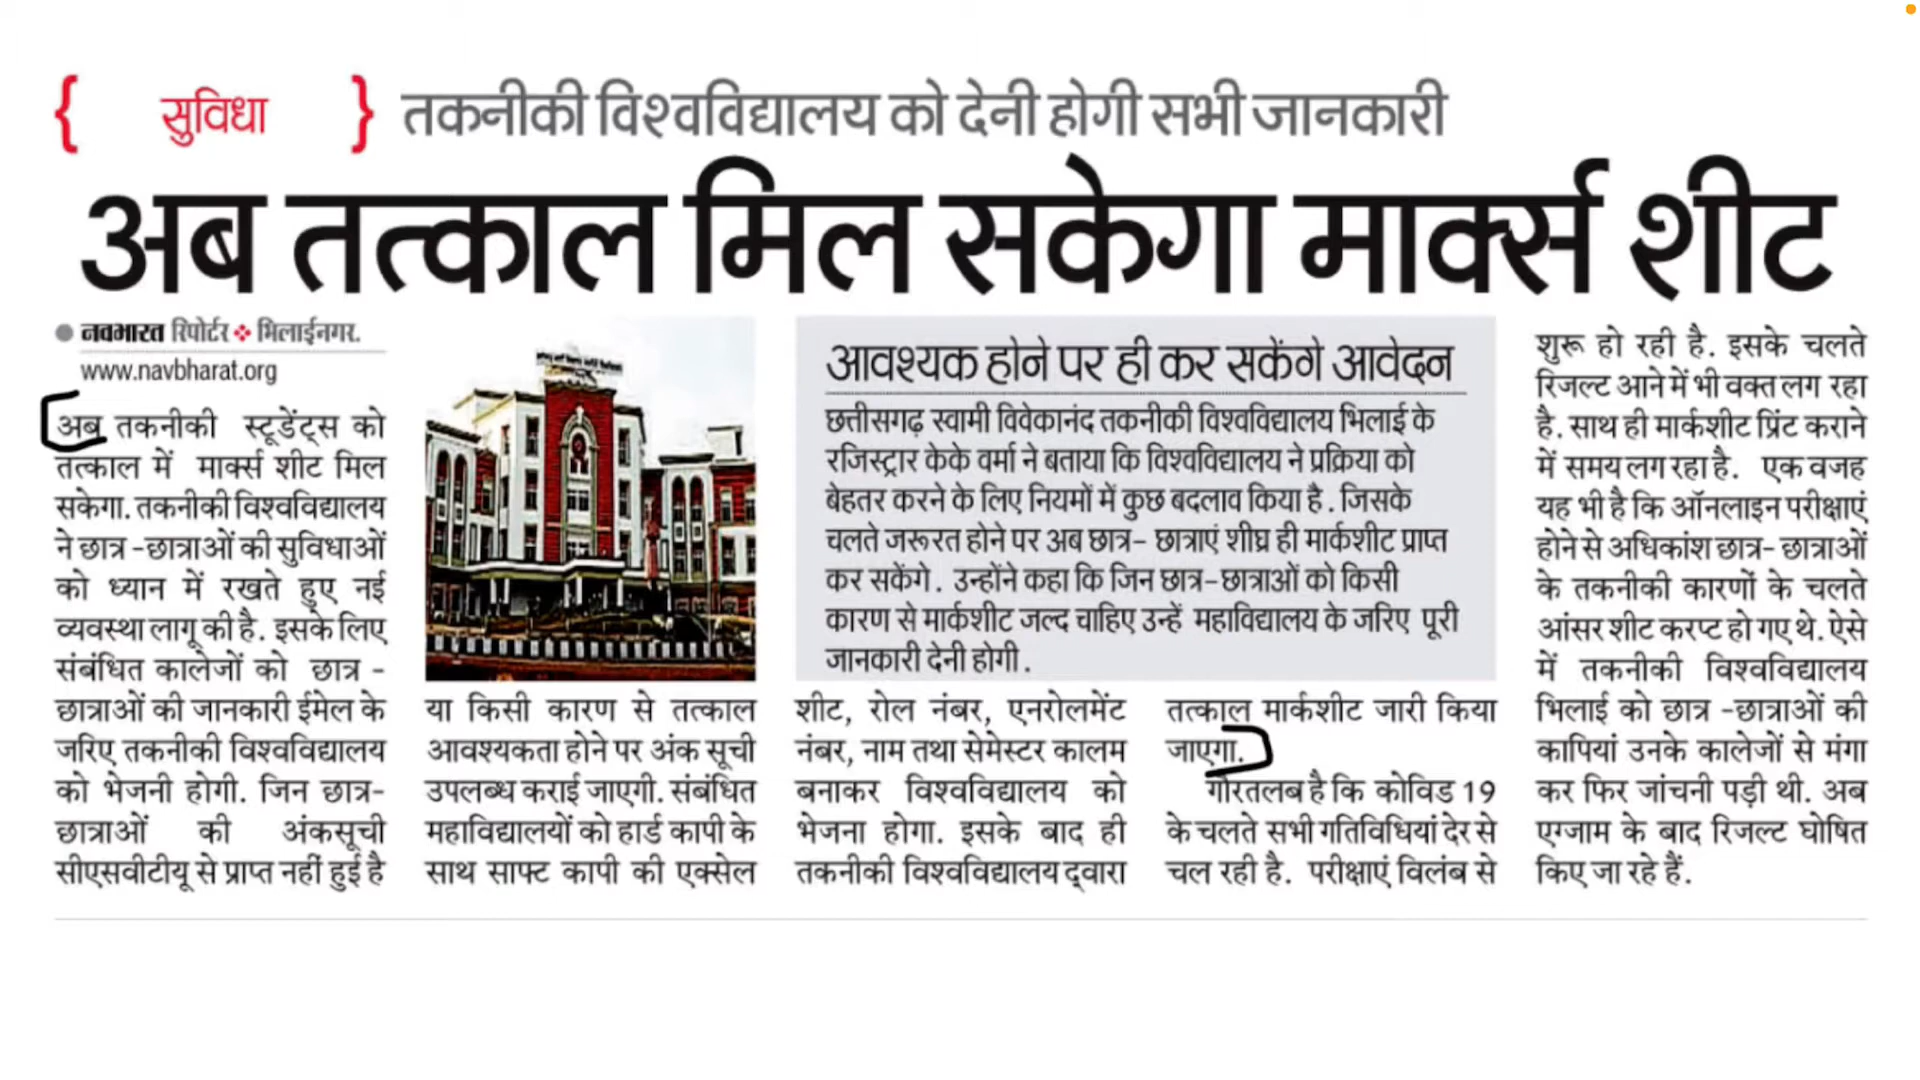 { सुविधा } तकनीकी विश्वविद्यालय को देनी होगी सभी जानकारी
अब तत्काल मिल सकेगा मार्क्स शीट
नवभारत रिपोर्टर भिलाईनगर.
www.navbharat.org
अब तकनीकी स्टूडेंट्स को
तत्काल में मार्क्स शीट मिल
सकेगा. तकनीकी विश्वविद्यालय
ने छात्र -छात्राओं की सुविधाओं
को ध्यान में रखते हुए नई
व्यवस्था लागू की है. इसके लिए
संबंधित कालेजों को छात्र -
छात्राओं की जानकारी ईमेल के
जरिए तकनीकी विश्वविद्यालय
को भेजनी होगी. जिन छात्र-
छात्राओं की अंकसूची
सीएसवीटीयू से प्राप्त नहीं हुई है
या किसी कारण से तत्काल
आवश्यकता होने पर अंक सूची
उपलब्ध कराई जाएगी. संबंधित
महाविद्यालयों को हार्ड कापी के
साथ साफ्ट कापी की एक्सेल
आवश्यक होने पर ही कर सकेंगे आवेदन
छत्तीसगढ़ स्वामी विवेकानंद तकनीकी विश्वविद्यालय भिलाई के
रजिस्ट्रार केके वर्मा ने बताया कि विश्वविद्यालय ने प्रक्रिया को
बेहतर करने के लिए नियमों में कुछ बदलाव किया है . जिसके
चलते जरूरत होने पर अब छात्र- छात्राएं शीघ्र ही मार्कशीट प्राप्त
कर सकेंगे . उन्होंने कहा कि जिन छात्र-छात्राओं को किसी
कारण से मार्कशीट जल्द चाहिए उन्हें महाविद्यालय के जरिए पूरी
जानकारी देनी होगी .
शीट, रोल नंबर, एनरोलमेंट
नंबर, नाम तथा सेमेस्टर कालम
बनाकर विश्वविद्यालय को
भेजना होगा. इसके बाद ही
तकनीकी विश्वविद्यालय द्वारा
तत्काल मार्कशीट जारी किया
जाएगा.
गौरतलब है कि कोविड 19
के चलते सभी गतिविधियां देर से
चल रही है. परीक्षाएं विलंब से
शुरू हो रही है. इसके चलते
रिजल्ट आने में भी वक्त लग रहा
है. साथ ही मार्कशीट प्रिंट कराने
में समय लग रहा है. एक वजह
यह भी है कि ऑनलाइन परीक्षाएं
होने से अधिकांश छात्र- छात्राओं
के तकनीकी कारणों के चलते
आंसर शीट करप्ट हो गए थे. ऐसे
में तकनीकी विश्वविद्यालय
भिलाई को छात्र -छात्राओं की
कापियां उनके कालेजों से मंगा
कर फिर जांचनी पड़ी थी. अब
एग्जाम के बाद रिजल्ट घोषित
किए जा रहे हैं.